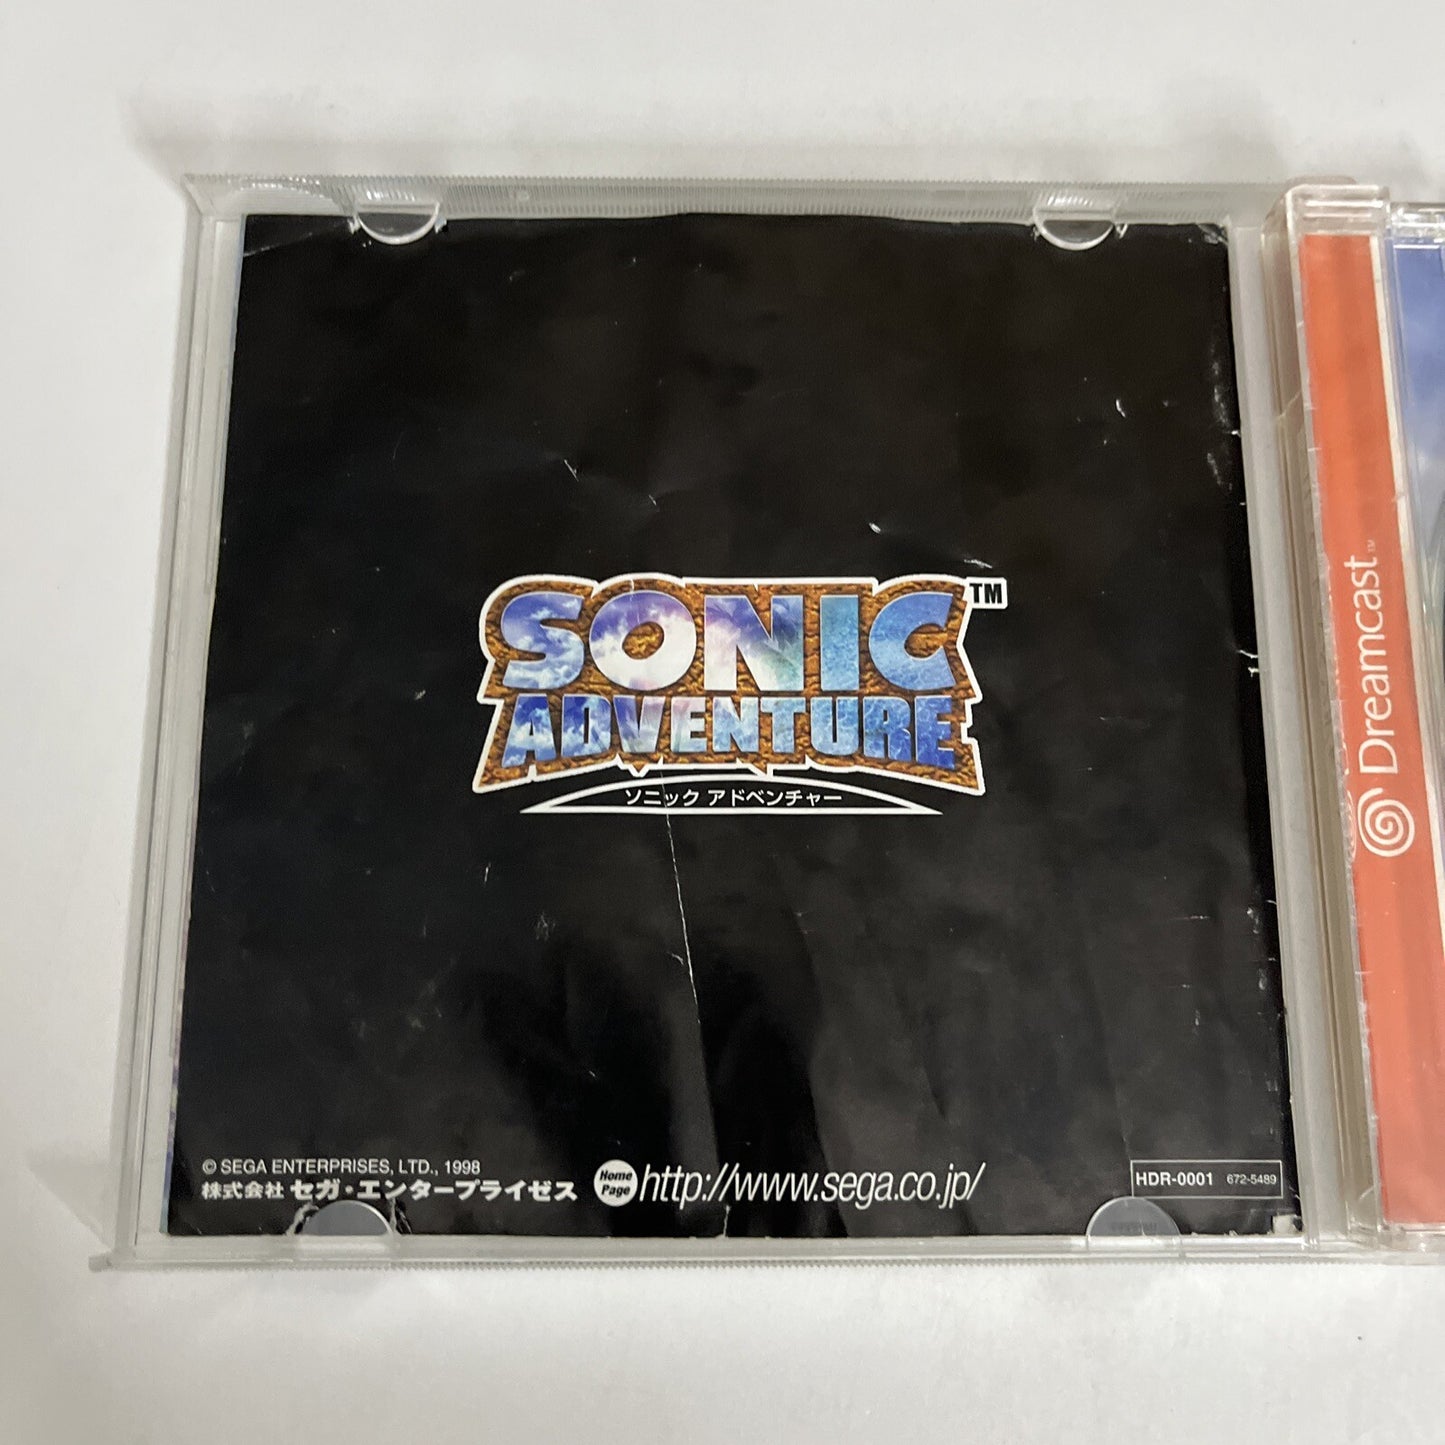 SONIC™
ADVENTURE
ソニック アドベンチャー
© SEGA ENTERPRISES, LTD., 1998
株式会社 セガ・エンタープライゼス
Home
Page
http://www.sega.co.jp/
HDR-0001 672-5489
Dreamcast™